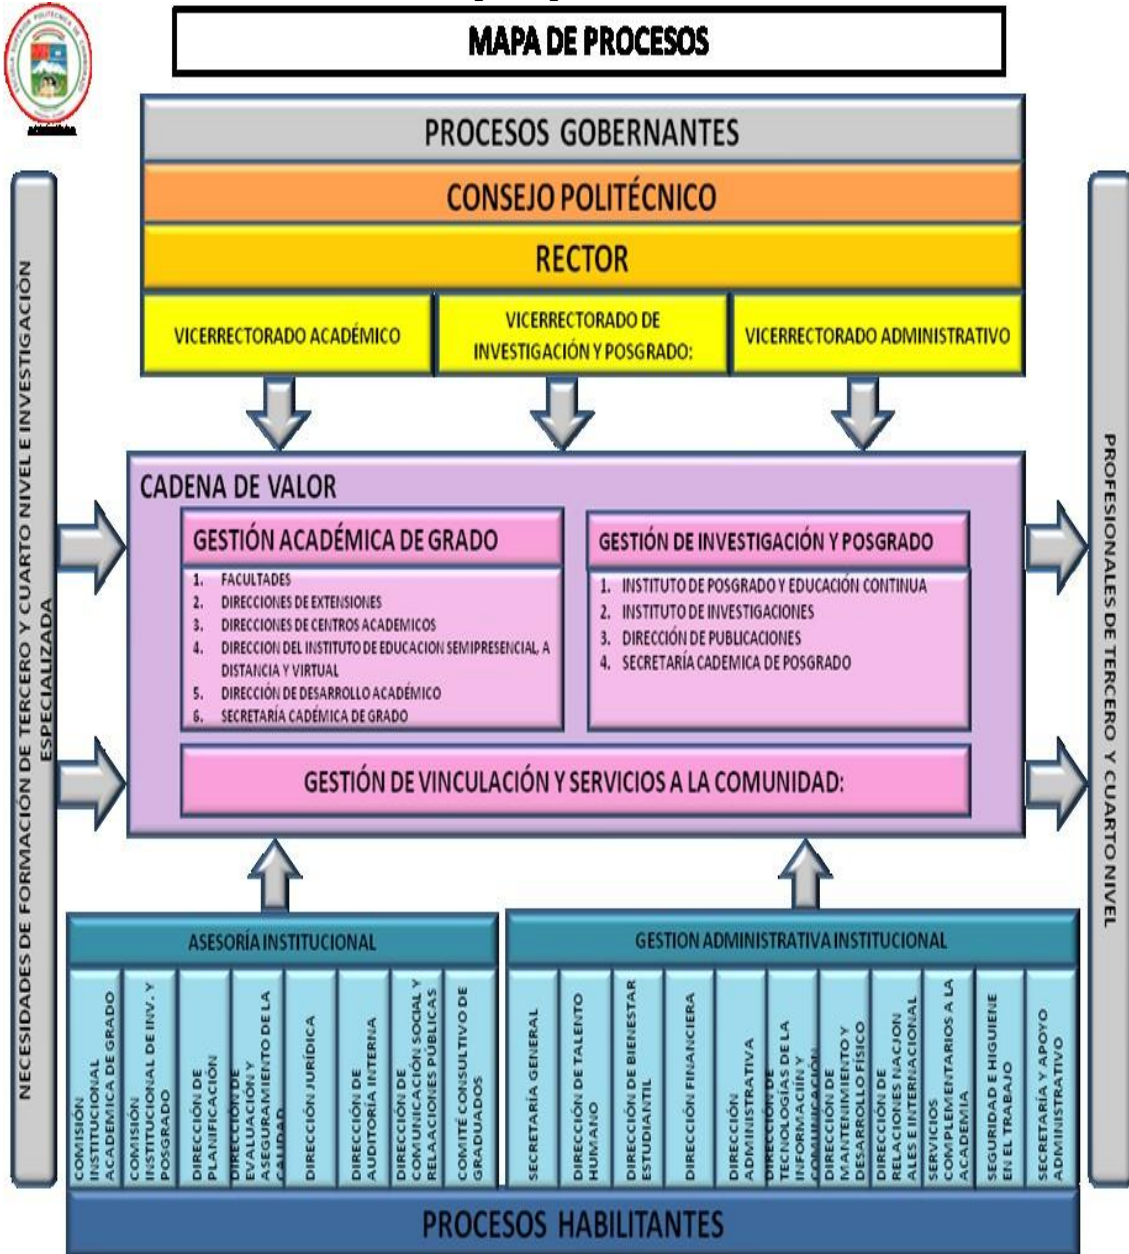 ESCUELA SUPERIOR POLITECNICA DE CHIMBORAZO
MAPA DE PROCESOS
PROCESOS GOBERNANTES
CONSEJO POLITÉCNICO
RECTOR
VICERRECTORADO ACADÉMICO
VICERRECTORADO DE
INVESTIGACIÓN Y POSGRADO:
VICERRECTORADO ADMINISTRATIVO
NECESIDADES DE FORMACIÓN DE TERCERO Y CUARTO NIVEL E INVESTIGACIÓN
ESPECIALIZADA
CADENA DE VALOR
GESTIÓN ACADÉMICA DE GRADO
1. FACULTADES
2. DIRECCIONES DE EXTENSIONES
3. DIRECCIONES DE CENTROS ACADEMICOS
4. DIRECCION DEL INSTITUTO DE EDUCACION SEMIPRESENCIAL, A
DISTANCIA Y VIRTUAL
5. DIRECCIÓN DE DESARROLLO ACADÉMICO
6. SECRETARÍA CADÉMICA DE GRADO
GESTIÓN DE INVESTIGACIÓN Y POSGRADO
1. INSTITUTO DE POSGRADO Y EDUCACIÓN CONTINUA
2. INSTITUTO DE INVESTIGACIONES
3. DIRECCIÓN DE PUBLICACIONES
4. SECRETARÍA CADEMICA DE POSGRADO
GESTIÓN DE VINCULACIÓN Y SERVICIOS A LA COMUNIDAD:
PROFESIONALES DE TERCERO Y CUARTO NIVEL
ASESORÍA INSTITUCIONAL
COMISIÓN
INSTITUCIONAL
ACADEMICA DE GRADO
COMISIÓN
INSTITUCIONAL DE INV. Y
POSGRADO
DIRECCIÓN DE
PLANIFICACIÓN
DIRECCIÓN DE
EVALUACIÓN Y
ASEGURAMIENTO DE LA
CALIDAD
DIRECCIÓN JURÍDICA
DIRECCIÓN DE
AUDITORIA INTERNA
DIRECCIÓN DE
COMUNICACIÓN SOCIAL Y
RELAACIONES PÚBLICAS
COMITÉ CONSULTIVO DE
GRADUADOS
GESTION ADMINISTRATIVA INSTITUCIONAL
SECRETARÍA GENERAL
DIRECCIÓN DE TALENTO
HUMANO
DIRECCIÓN DE BIENESTAR
ESTUDIANTIL
DIRECCIÓN FINANCIERA
DIRECCIÓN
ADMINISTRATIVA
DIRECCIÓN DE
TECNOLOGÍAS DE LA
INFORMACIÍN Y
COMUNICACIÓN
DIRECCIÓN DE
MANTENIMIENTO Y
DESARROLLO FÍSICO
DIRECCIÓN DE
RELACIONES NACION
ALES E INTERNACIONAL
SERVICIOS
COMPLEMENTARIOS A LA
ACADEMIA
SEGURIDAD E HIGUIENE
EN EL TRABAJO
SECRETARÍA Y APOYO
ADMINISTRATIVO
PROCESOS HABILITANTES